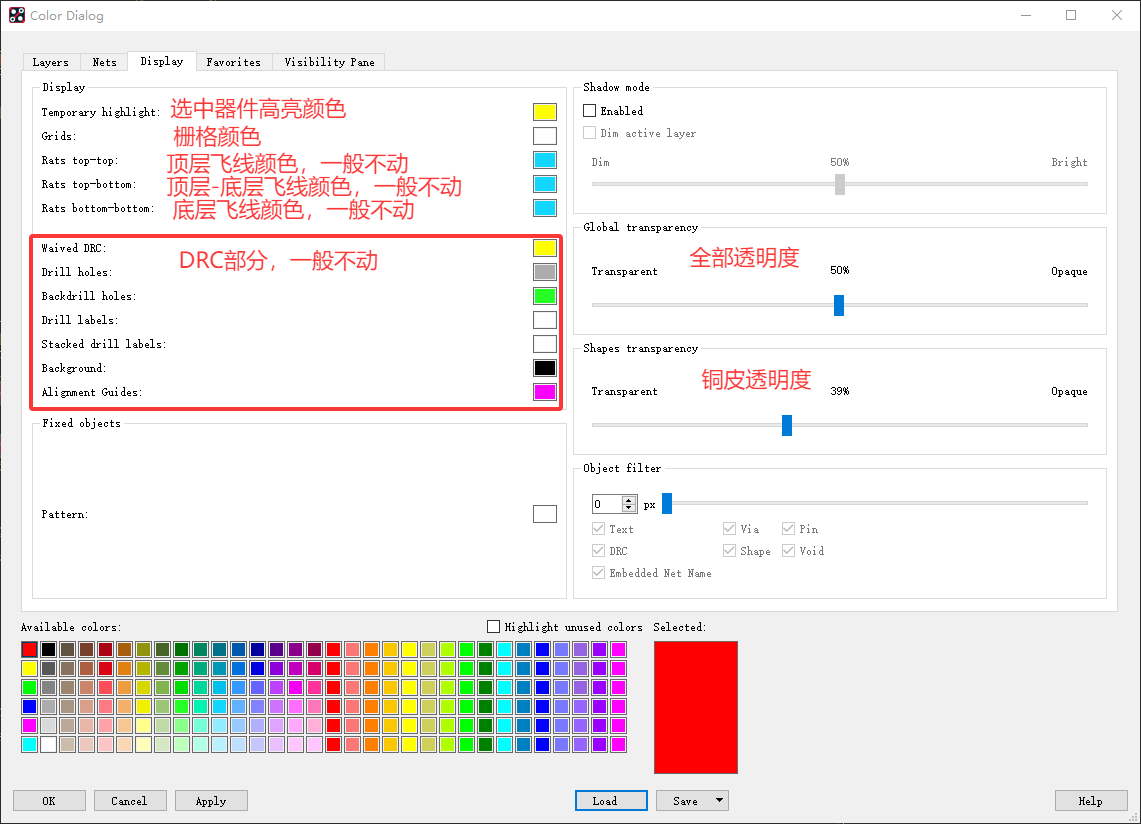 Color Dialog
Layers Nets Display Favorites Visibility Pane
Display
Temporary highlight: 选中器件高亮颜色
Grids: 栅格颜色
Rats top-top: 顶层飞线颜色，一般不动
Rats top-bottom: 顶层-底层飞线颜色，一般不动
Rats bottom-bottom: 底层飞线颜色，一般不动
Waived DRC: DRC部分，一般不动
Drill holes:
Backdrill holes:
Drill labels:
Stacked drill labels:
Background:
Alignment Guides:
Fixed objects
Pattern:
Shadow mode
Enabled
Dim active layer
Dim 50% Bright
Global transparency
全部透明度
Transparent 50% Opaque
Shapes transparency
铜皮透明度
Transparent 39% Opaque
Object filter
0 px
Text Via Pin
DRC Shape Void
Embedded Net Name
Available colors: Highlight unused colors Selected:
OK Cancel Apply Load Save Help